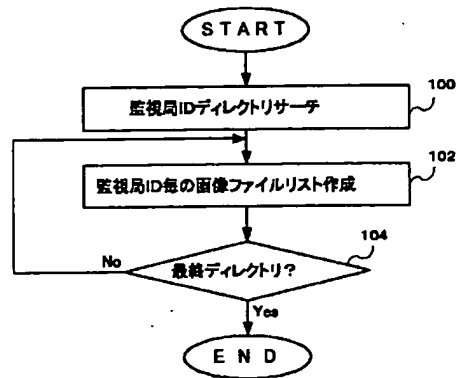 START
100
監視局IDディレクトリサーチ
102
監視局ID毎の画像ファイルリスト作成
104
最終ディレクトリ?
No
Yes
END